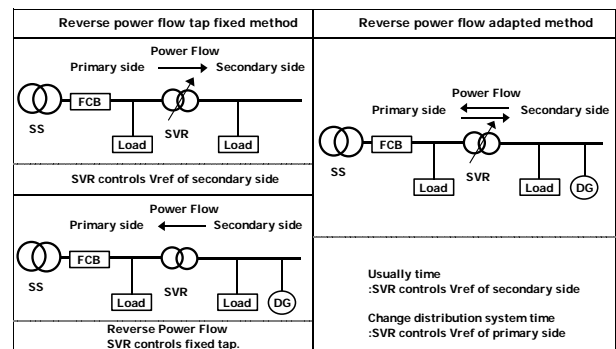 Reverse power flow tap fixed method
Power Flow
Primary side
Secondary side
FCB
SS
SVR
Load
Load
SVR controls Vref of secondary side
Power Flow
Primary side
Secondary side
FCB
SS
SVR
Load
Load
DG
Reverse Power Flow
SVR controls fixed tap.
Reverse power flow adapted method
Power Flow
Primary side
Secondary side
FCB
SS
SVR
Load
Load
DG
Usually time
:SVR controls Vref of secondary side
Change distribution system time
:SVR controls Vref of primary side